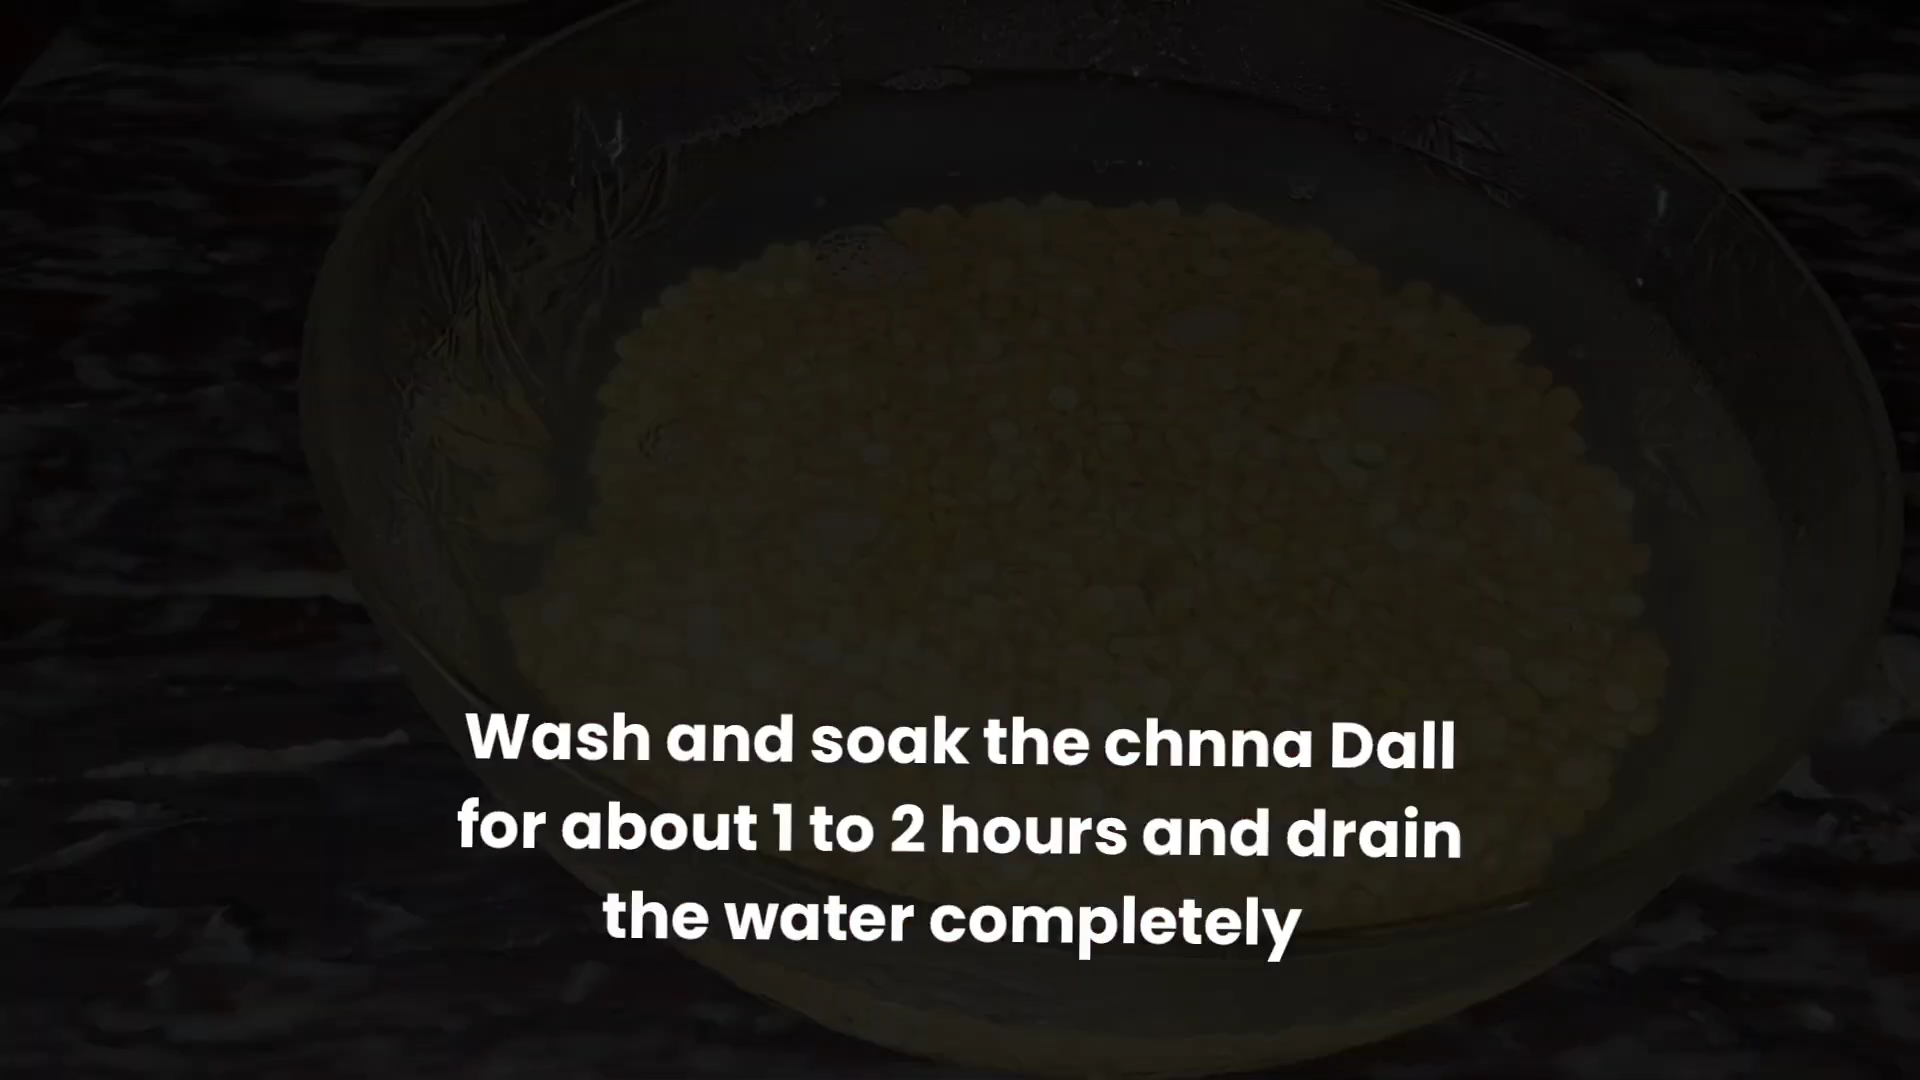 Wash and soak the chnna Dall
for about 1 to 2 hours and drain
the water completely